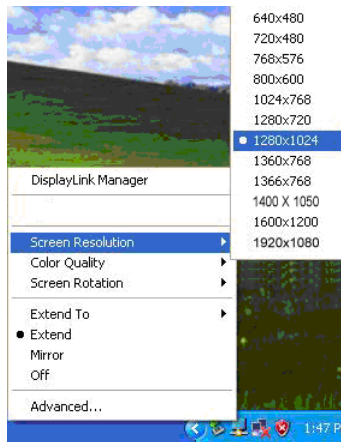 640x480
720x480
768x576
800x600
1024x768
1280x720
1280x1024
1360x768
1366x768
1400 X 1050
1600x1200
1920x1080
DisplayLink Manager
Screen Resolution
Color Quality
Screen Rotation
Extend To
Extend
Mirror
Off
Advanced...
1:47 P